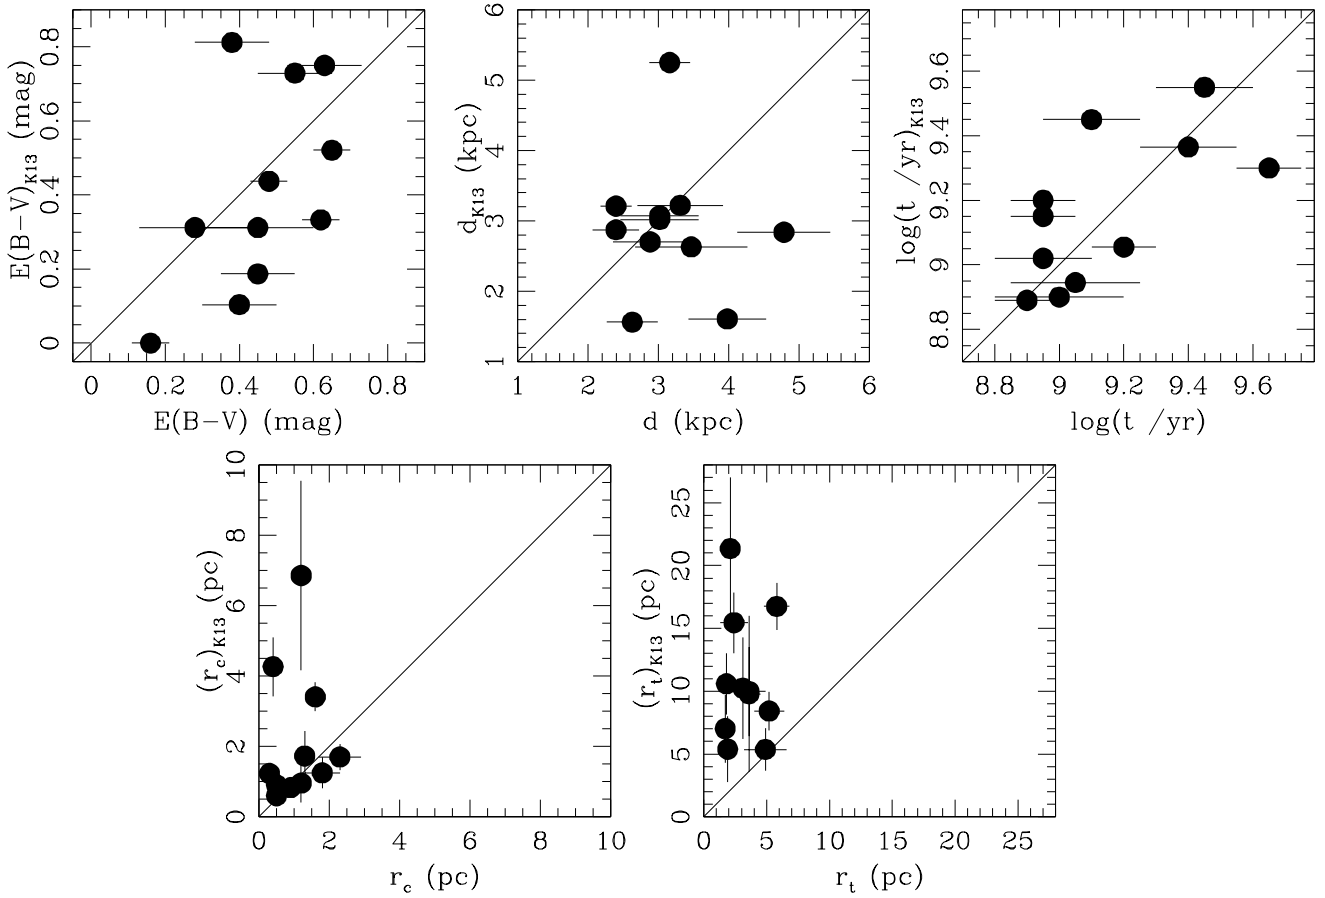 0.8
0.6
0.4
0.2
0
E(B−V)K13 (mag)
0 0.2 0.4 0.6 0.8
E(B−V) (mag)
6
5
4
3
2
1
dK13 (kpc)
1 2 3 4 5 6
d (kpc)
9.6
9.4
9.2
9
8.8
log(t /yr)K13
8.8 9 9.2 9.4 9.6
log(t /yr)
10
8
6
4
2
0
(rc)K13 (pc)
0 2 4 6 8 10
rc (pc)
25
20
15
10
5
0
(rt)K13 (pc)
0 5 10 15 20 25
rt (pc)